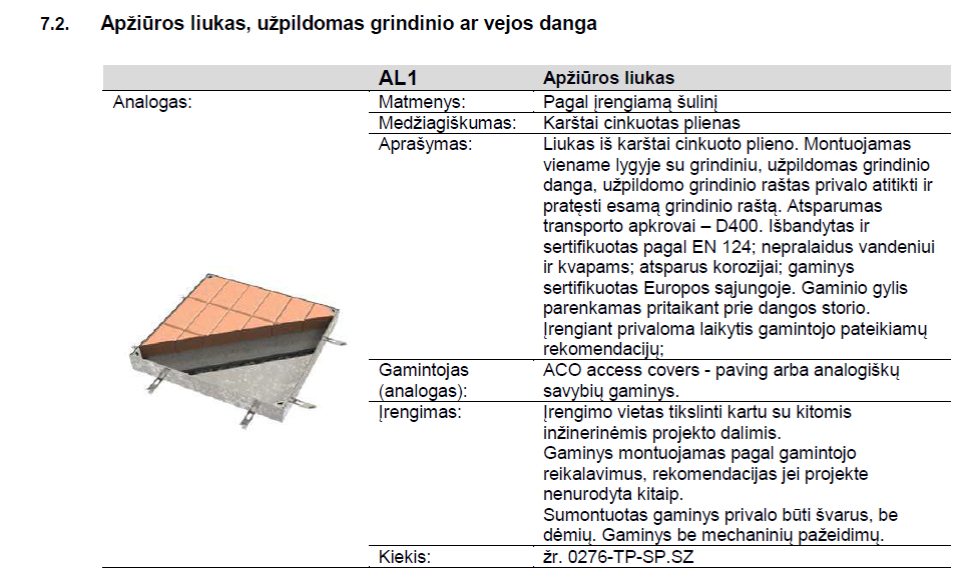 7.2. Apžiūros liukas, užpildomas grindinio ar vejos danga
AL1 Apžiūros liukas
Analogas: Matmenys: Pagal įrengiamą šulinį
Medžiagiškumas: Karštai cinkuotas plienas
Aprašymas: Liukas iš karštai cinkuoto plieno. Montuojamas
viename lygyje su grindiniu, užpildomas grindinio
danga, užpildomo grindinio raštas privalo atitikti ir
pratęsti esamą grindinio raštą. Atsparumas
transporto apkrovai – D400. Išbandytas ir
sertifikuotas pagal EN 124; nepralaidus vandeniui
ir kvapams; atsparus korozijai; gaminys
sertifikuotas Europos sąjungoje. Gaminio gylis
parenkamas pritaikant prie dangos storio.
Įrengiant privaloma laikytis gamintojo pateikiamų
rekomendacijų;
Gamintojas ACO access covers - paving arba analogiškų
(analogas): savybių gaminys.
Įrengimas: Įrengimo vietas tikslinti kartu su kitomis
inžinerinėmis projekto dalimis.
Gaminys montuojamas pagal gamintojo
reikalavimus, rekomendacijas jei projekte
nenurodyta kitaip.
Sumontuotas gaminys privalo būti švarus, be
dėmių. Gaminys be mechaninių pažeidimų.
Kiekis: žr. 0276-TP-SP.SZ